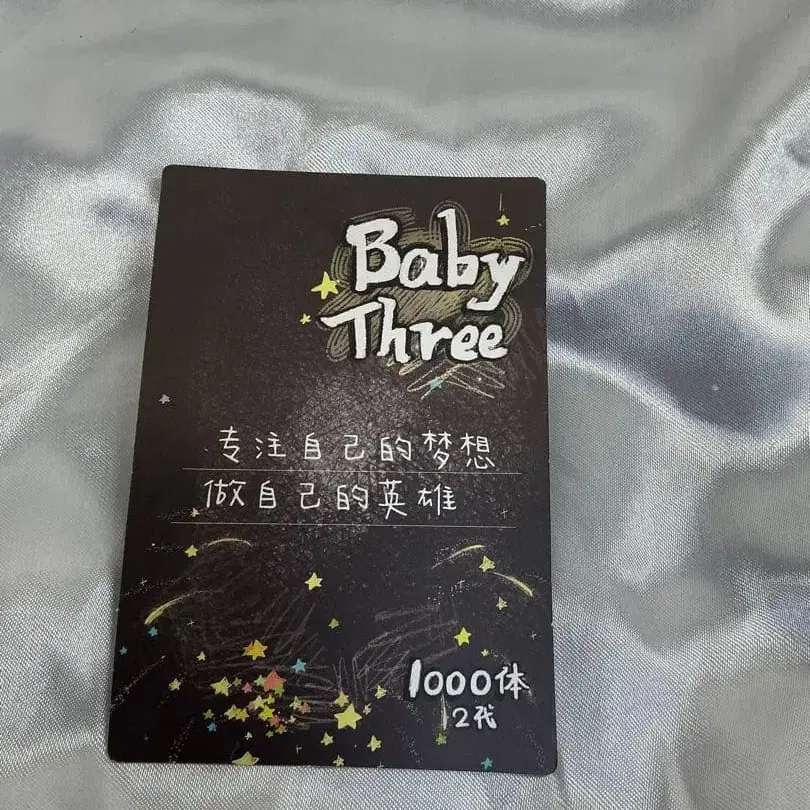 Baby
Three
专注自己的梦想
做自己的英雄
1000体
2代